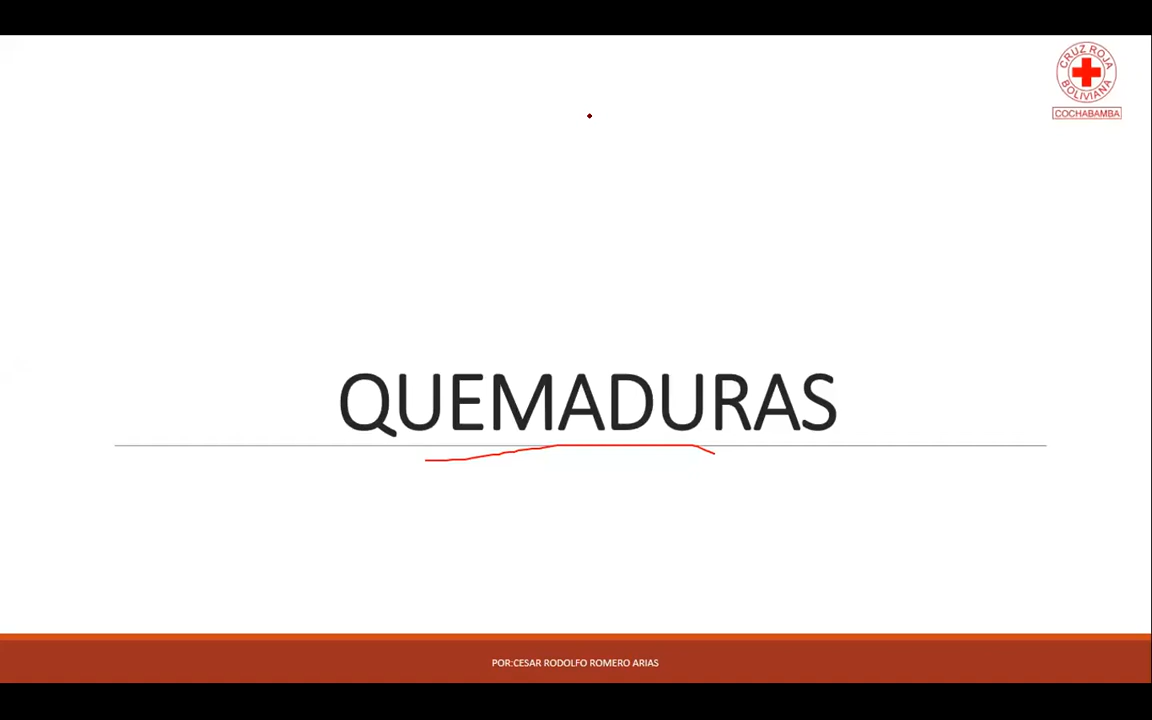 CRUZ ROJA
BOLIVIANA
COCHABAMBA
QUEMADURAS
POR:CESAR RODOLFO ROMERO ARIAS